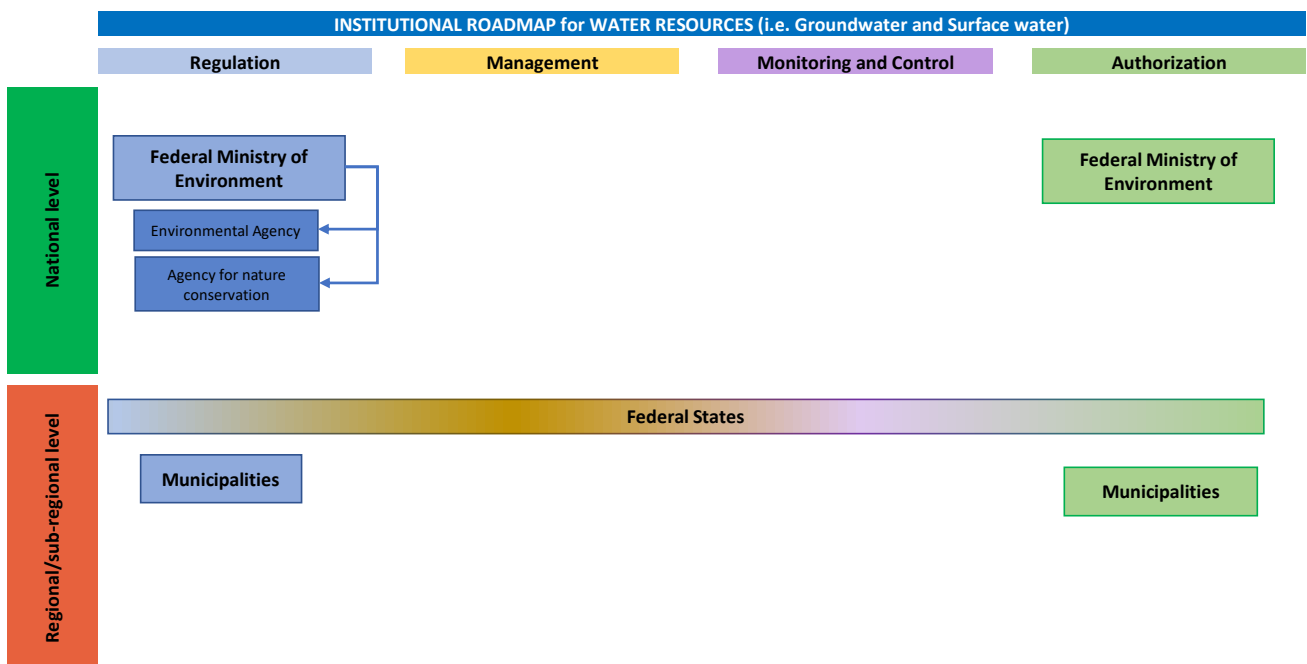 INSTITUTIONAL ROADMAP for WATER RESOURCES (i.e. Groundwater and Surface water)
Regulation
Management
Monitoring and Control
Authorization
National level
Federal Ministry of
Environment
Environmental Agency
Agency for nature
conservation
Federal Ministry of
Environment
Regional/sub-regional level
Federal States
Municipalities
Municipalities